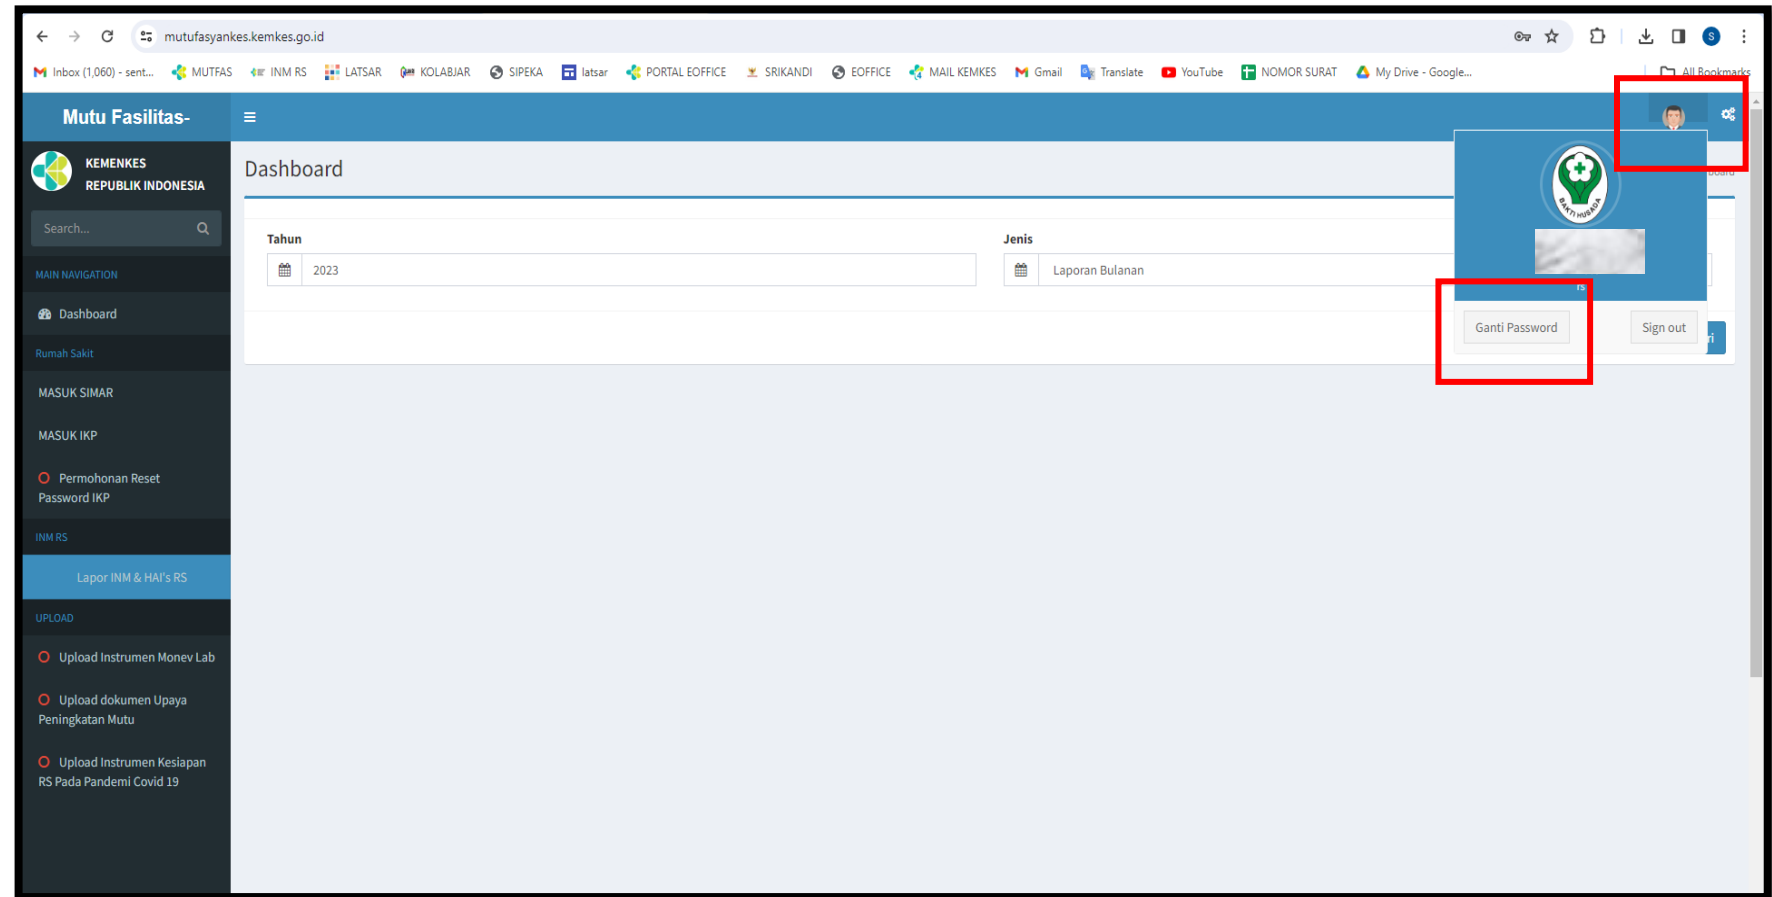 mutufasyankes.kemkes.go.id
S
Inbox (1,060) - sent... MUTFAS INM RS LATSAR KOLABJAR SIPEKA latsar PORTAL EOFFICE SRIKANDI EOFFICE MAIL KEMKES Gmail Translate YouTube NOMOR SURAT My Drive - Google... All Bookmarks
Mutu Fasilitas-
KEMENKES
REPUBLIK INDONESIA
Search...
MAIN NAVIGATION
Dashboard
Rumah Sakit
MASUK SIMAR
MASUK IKP
Permohonan Reset
Password IKP
INM RS
Lapor INM & HAI's RS
UPLOAD
Upload Instrumen Monev Lab
Upload dokumen Upaya
Peningkatan Mutu
Upload Instrumen Kesiapan
RS Pada Pandemi Covid 19
Dashboard
Tahun
2023
Jenis
Laporan Bulanan
BAKTI HUSADA
rs
Ganti Password Sign out